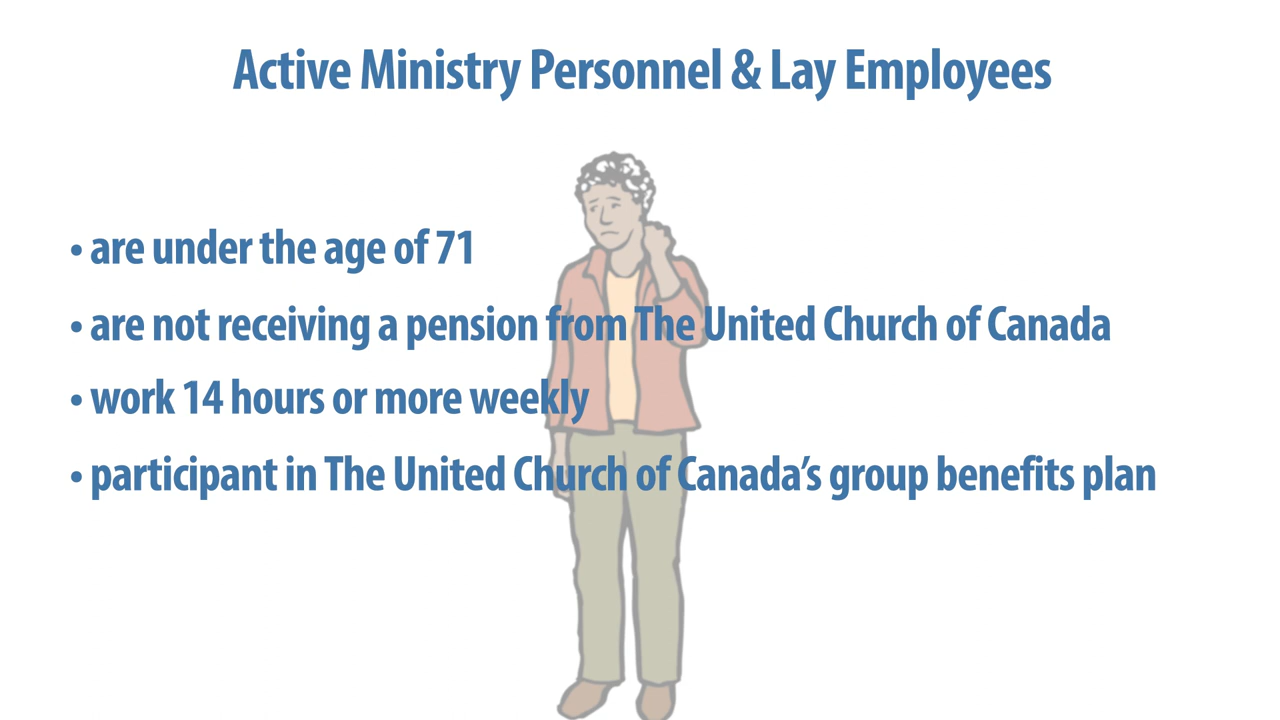 Active Ministry Personnel & Lay Employees
• are under the age of 71
• are not receiving a pension from The United Church of Canada
• work 14 hours or more weekly
• participant in The United Church of Canada’s group benefits plan